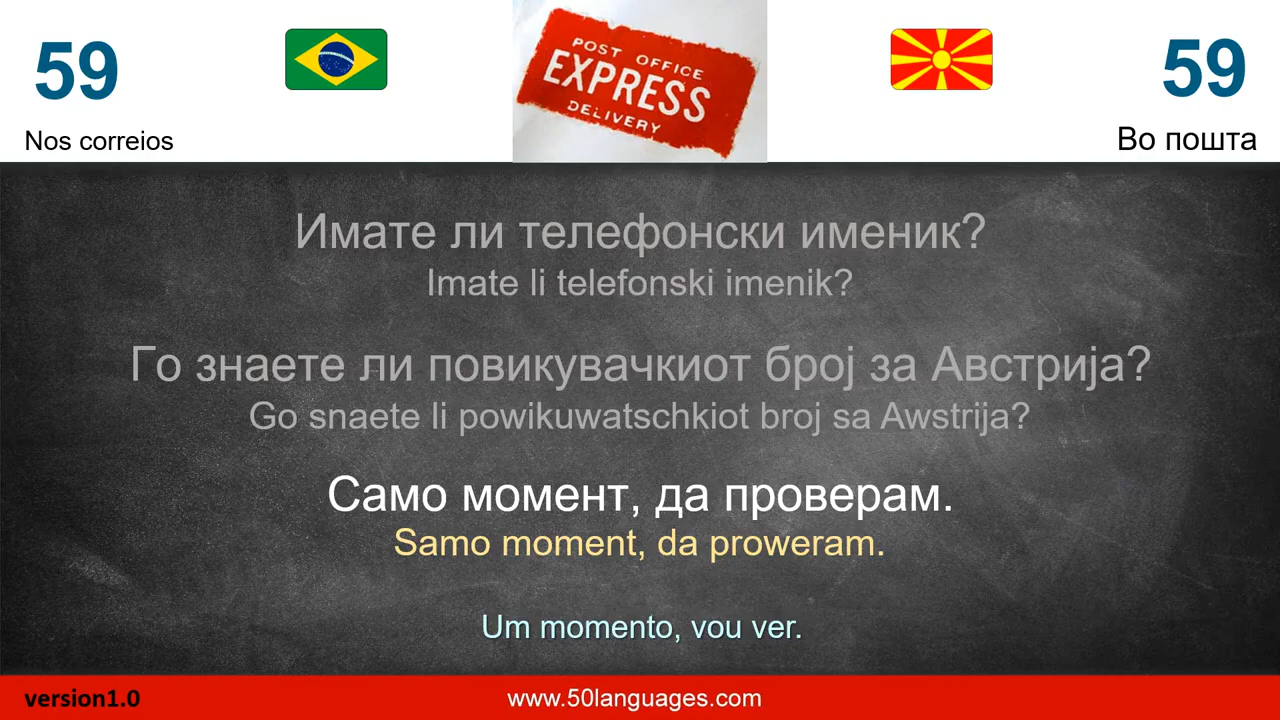 59
59
Nos correios
Во пошта
POST OFFICE
EXPRESS
DELIVERY
Имате ли телефонски именик?
Imate li telefonski imenik?
Го знаете ли повикувачкиот број за Австрија?
Go snaete li powikuwatschkiot broj sa Awstrija?
Само момент, да проверам.
Samo moment, da proweram.
Um momento, vou ver.
version1.0
www.50languages.com